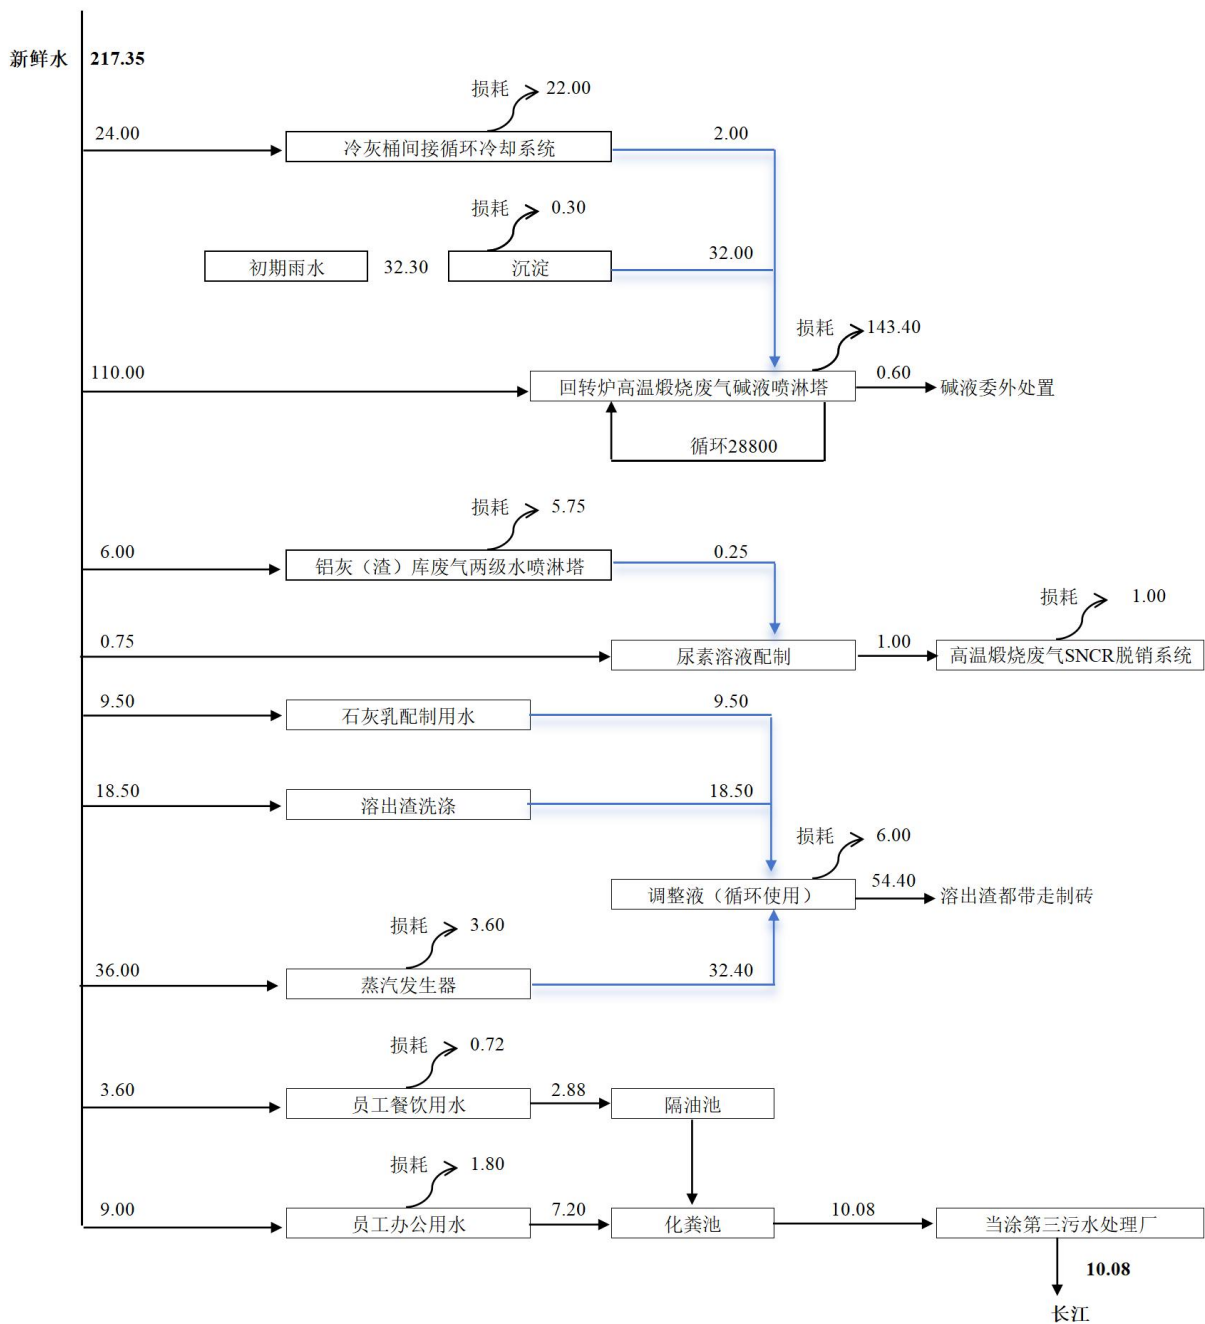 新鲜水 217.35
损耗 22.00
24.00 冷灰桶间接循环冷却系统 2.00
损耗 0.30
初期雨水 32.30 沉淀 32.00
损耗 143.40
110.00 回转炉高温煅烧废气碱液喷淋塔 0.60 碱液委外处置
循环28800
损耗 5.75
6.00 铝灰（渣）库废气两级水喷淋塔 0.25
损耗 1.00
0.75 尿素溶液配制 1.00 高温煅烧废气SNCR脱销系统
9.50 石灰乳配制用水 9.50
18.50 溶出渣洗涤 18.50
损耗 6.00
调整液（循环使用） 54.40 溶出渣都带走制砖
损耗 3.60
36.00 蒸汽发生器 32.40
损耗 0.72
3.60 员工餐饮用水 2.88 隔油池
损耗 1.80
9.00 员工办公用水 7.20 化粪池 10.08 当涂第三污水处理厂
10.08
长江